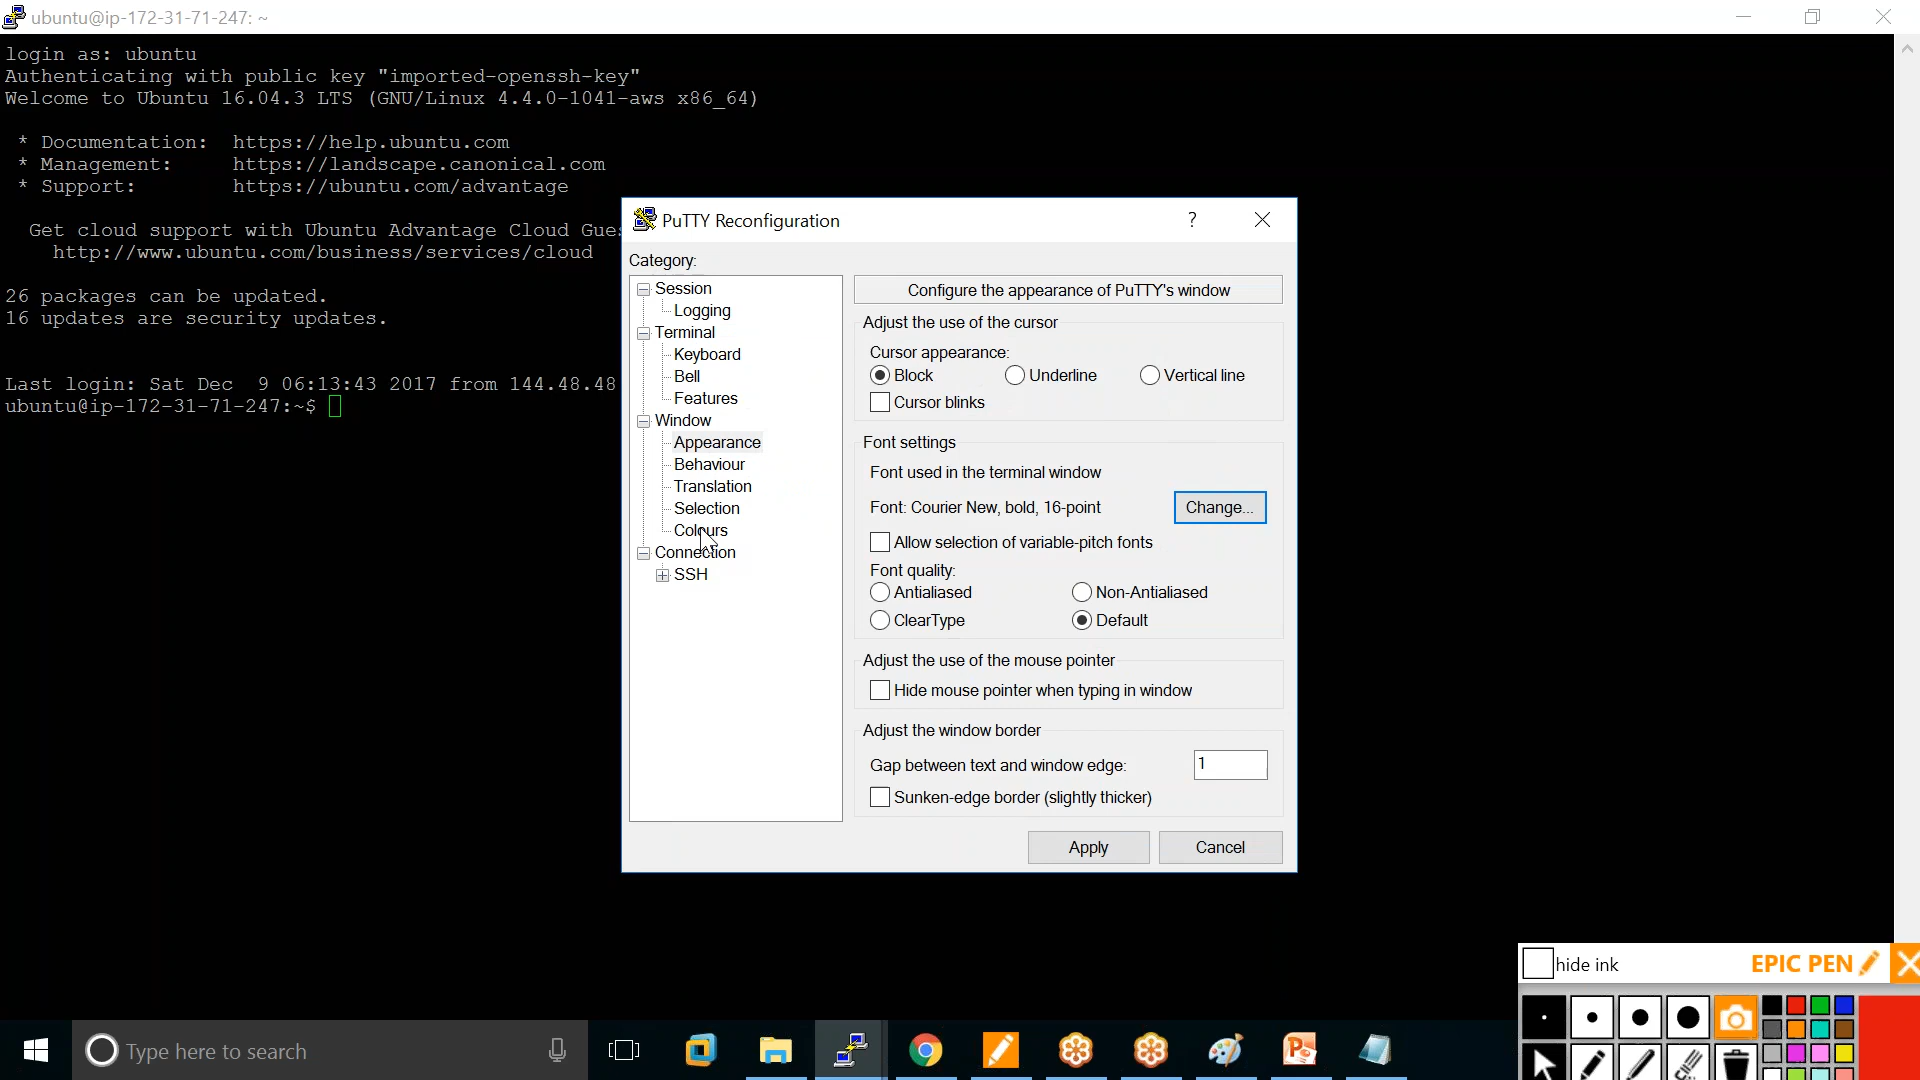 ubuntu@ip-172-31-71-247: ~
login as: ubuntu
Authenticating with public key "imported-openssh-key"
Welcome to Ubuntu 16.04.3 LTS (GNU/Linux 4.4.0-1041-aws x86_64)
* Documentation: https://help.ubuntu.com
* Management: https://landscape.canonical.com
* Support: https://ubuntu.com/advantage
Get cloud support with Ubuntu Advantage Cloud Gues
http://www.ubuntu.com/business/services/cloud
26 packages can be updated.
16 updates are security updates.
Last login: Sat Dec 9 06:13:43 2017 from 144.48.48
ubuntu@ip-172-31-71-247:~$
PuTTY Reconfiguration
?
Category:
Session
Logging
Terminal
Keyboard
Bell
Features
Window
Appearance
Behaviour
Translation
Selection
Colours
Connection
SSH
Configure the appearance of PuTTY's window
Adjust the use of the cursor
Cursor appearance:
Block Underline Vertical line
Cursor blinks
Font settings
Font used in the terminal window
Font: Courier New, bold, 16-point Change...
Allow selection of variable-pitch fonts
Font quality:
Antialiased Non-Antialiased
ClearType Default
Adjust the use of the mouse pointer
Hide mouse pointer when typing in window
Adjust the window border
Gap between text and window edge: 1
Sunken-edge border (slightly thicker)
Apply Cancel
hide ink EPIC PEN
Type here to search